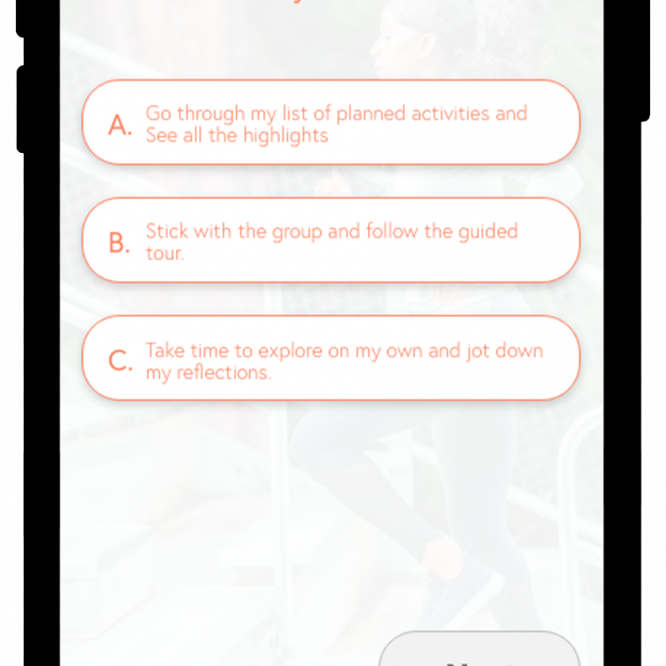 A. Go through my list of planned activities and
See all the highlights
B. Stick with the group and follow the guided
tour.
C. Take time to explore on my own and jot down
my reflections.